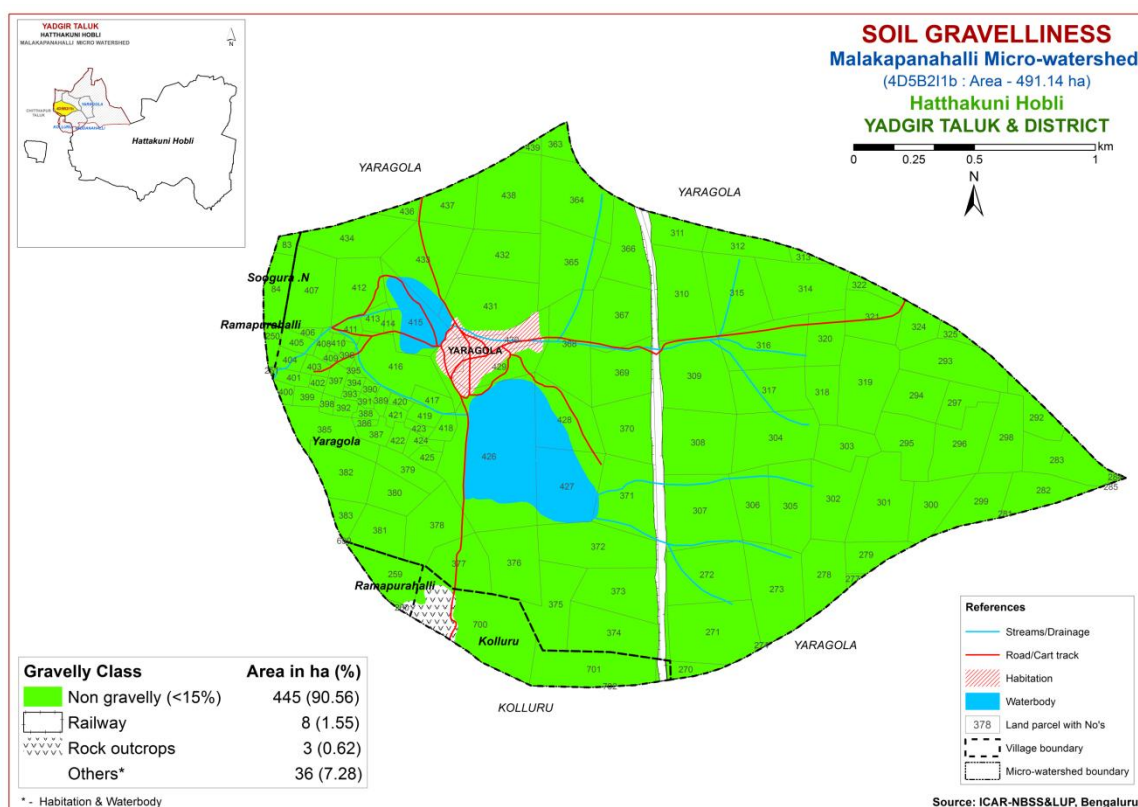 YADGIR TALUK
HATTHAKUNI HOBLI
MALAKAPANAHALLI MICRO WATERSHED
N
YARAGOLA
4D5B2I1b
CHITTHAPUR
TALUK
Hattakuni Hobli
SOIL GRAVELLINESS
Malakapanahalli Micro-watershed
(4D5B2I1b : Area - 491.14 ha)
Hatthakuni Hobli
YADGIR TALUK & DISTRICT
km
0 0.25 0.5 1
N
YARAGOLA
YARAGOLA
439 363
438 364
436 437
83 434 433 432 365 366
311 312 313
Soogura .N
84 407 412 431
310 315 314 322
Ramapurahalli
413 414 415 367 321 324 325
250 406 411 430 368
405 408 410 YARAGOLA 316 320 293
404 409 396 416 429 369 309
403 395
401 402 397 394 317 318 319 294 297
400 399 393 390 417
398 392 391 389 420 292
388 421 419 428 370
385 386 423 418 308 304 303 295 296 298
Yaragola 387 422 424
425 426 283
382 379 427 371 302 301 300 299 282 285
380 306 305
383 307
381 378 372 279
377 376 272 278
259 373 273
Ramapurahalli
375
700 374 271
Kolluru
701 270
702
YARAGOLA
KOLLURU
Gravelly Class Area in ha (%)
Non gravelly (<15%) 445 (90.56)
Railway 8 (1.55)
Rock outcrops 3 (0.62)
Others* 36 (7.28)
* - Habitation & Waterbody
References
Streams/Drainage
Road/Cart track
Habitation
Waterbody
378 Land parcel with No's
Village boundary
Micro-watershed boundary
Source: ICAR-NBSS&LUP, Bengaluru